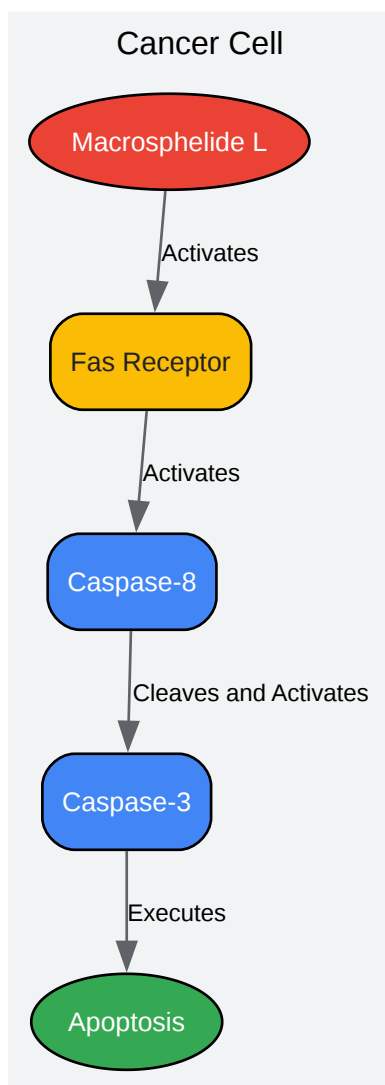 Cancer Cell
Macrosphelide L
Activates
Fas Receptor
Activates
Caspase-8
Cleaves and Activates
Caspase-3
Executes
Apoptosis